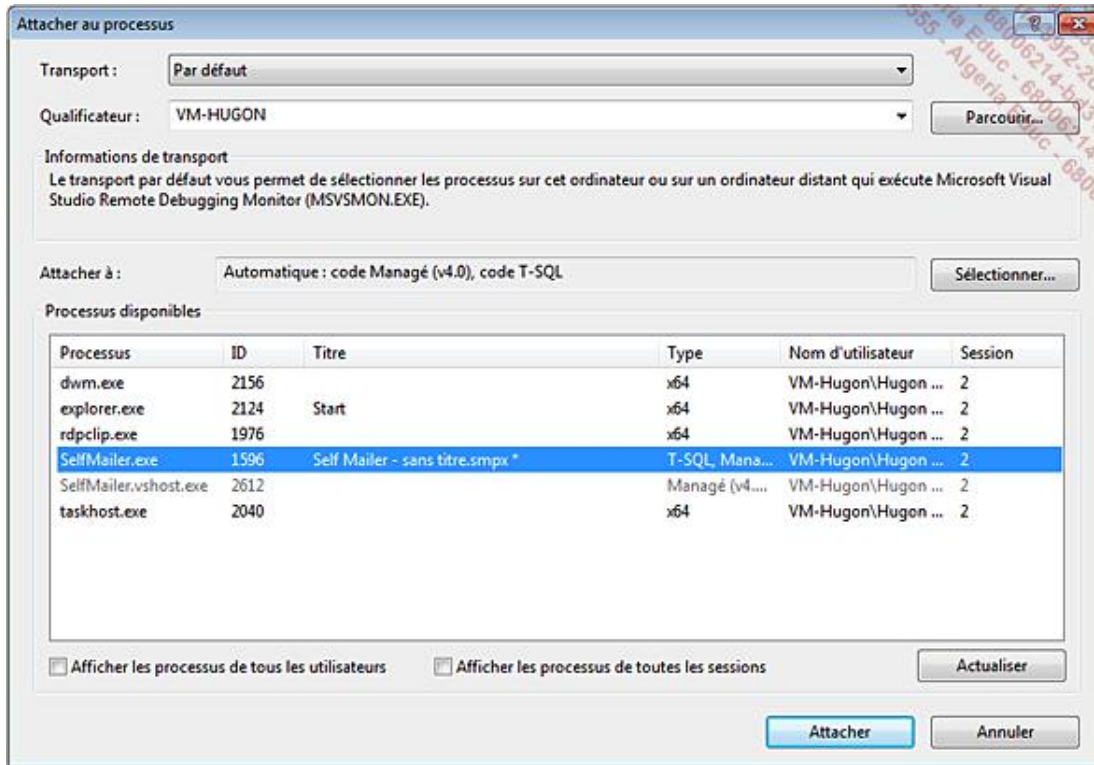 Attacher au processus
Transport :
Par défaut
Qualificateur :
VM-HUGON
Parcourir...
Informations de transport
Le transport par défaut vous permet de sélectionner les processus sur cet ordinateur ou sur un ordinateur distant qui exécute Microsoft Visual
Studio Remote Debugging Monitor (MSVSMON.EXE).
Attacher à :
Automatique : code Managé (v4.0), code T-SQL
Sélectionner...
Processus disponibles
Processus ID Titre Type Nom d'utilisateur Session
dwm.exe 2156 x64 VM-Hugon\Hugon ... 2
explorer.exe 2124 Start x64 VM-Hugon\Hugon ... 2
rdpclip.exe 1976 x64 VM-Hugon\Hugon ... 2
SelfMailer.exe 1596 Self Mailer - sans titre.smpx * T-SQL, Mana... VM-Hugon\Hugon ... 2
SelfMailer.vshost.exe 2612 Managé (v4.... VM-Hugon\Hugon ... 2
taskhost.exe 2040 x64 VM-Hugon\Hugon ... 2
Afficher les processus de tous les utilisateurs
Afficher les processus de toutes les sessions
Actualiser
Attacher
Annuler